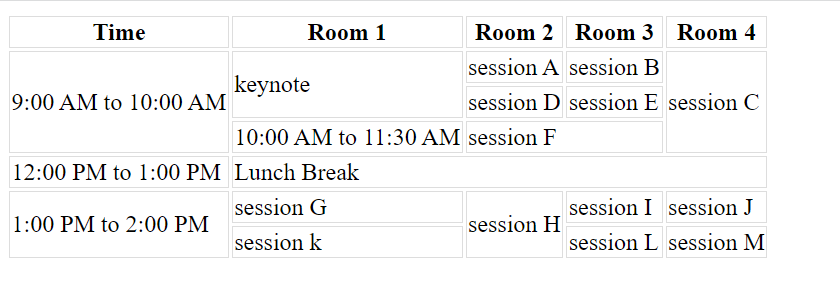 Time Room 1 Room 2 Room 3 Room 4
session A session B
keynote
9:00 AM to 10:00 AM session D session E session C
10:00 AM to 11:30 AM session F
12:00 PM to 1:00 PM Lunch Break
session G session I session J
1:00 PM to 2:00 PM session H
session k session L session M